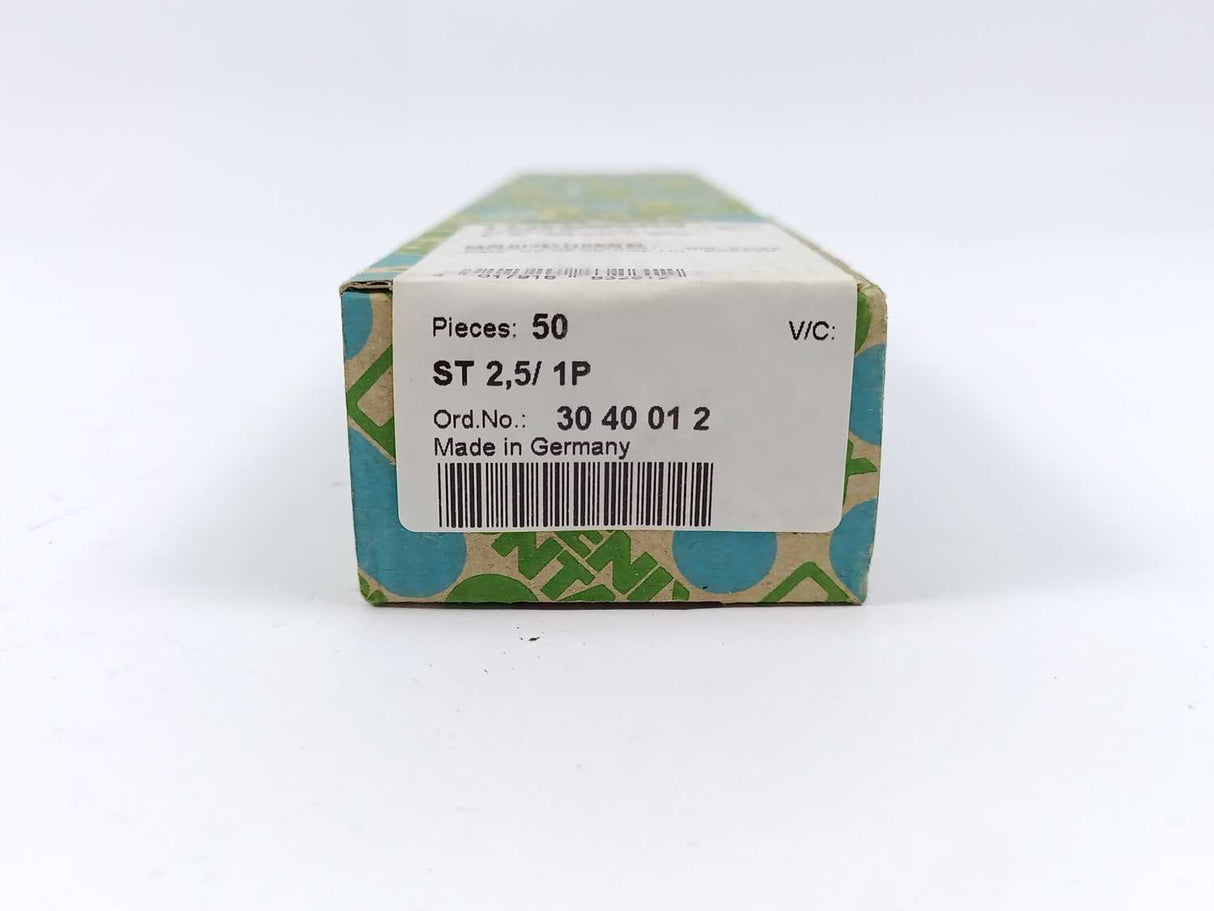 Pieces: 50
V/C:
ST 2,5/ 1P
Ord.No.: 30 40 01 2
Made in Germany